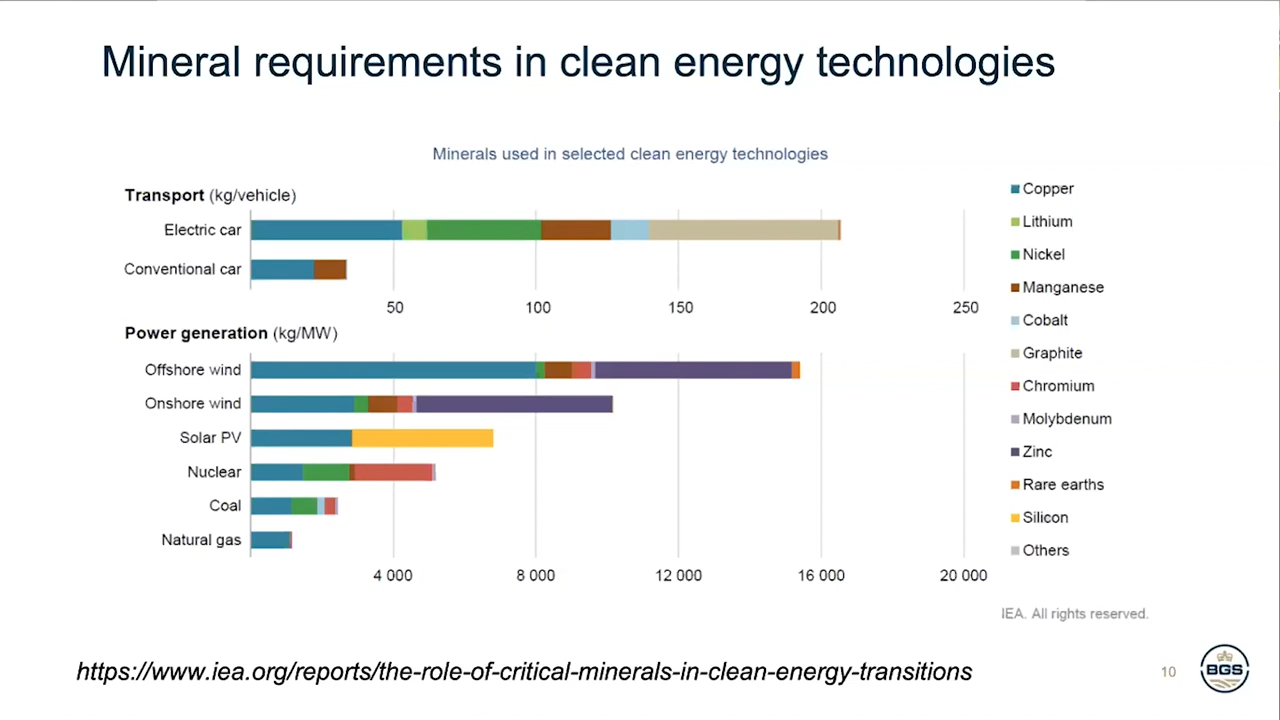 Mineral requirements in clean energy technologies
Minerals used in selected clean energy technologies
Transport (kg/vehicle)
Electric car
Conventional car
50 100 150 200 250
Power generation (kg/MW)
Offshore wind
Onshore wind
Solar PV
Nuclear
Coal
Natural gas
4 000 8 000 12 000 16 000 20 000
Copper
Lithium
Nickel
Manganese
Cobalt
Graphite
Chromium
Molybdenum
Zinc
Rare earths
Silicon
Others
IEA. All rights reserved.
https://www.iea.org/reports/the-role-of-critical-minerals-in-clean-energy-transitions
10
BGS